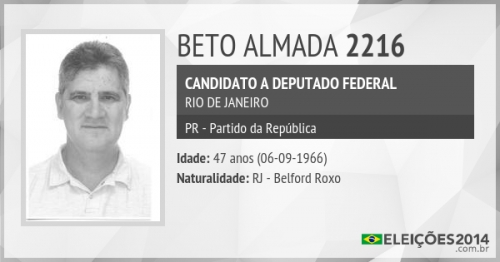 BETO ALMADA 2216
CANDIDATO A DEPUTADO FEDERAL
RIO DE JANEIRO
PR - Partido da República
Idade: 47 anos (06-09-1966)
Naturalidade: RJ - Belford Roxo
ELEIÇÕES2014
.com.br